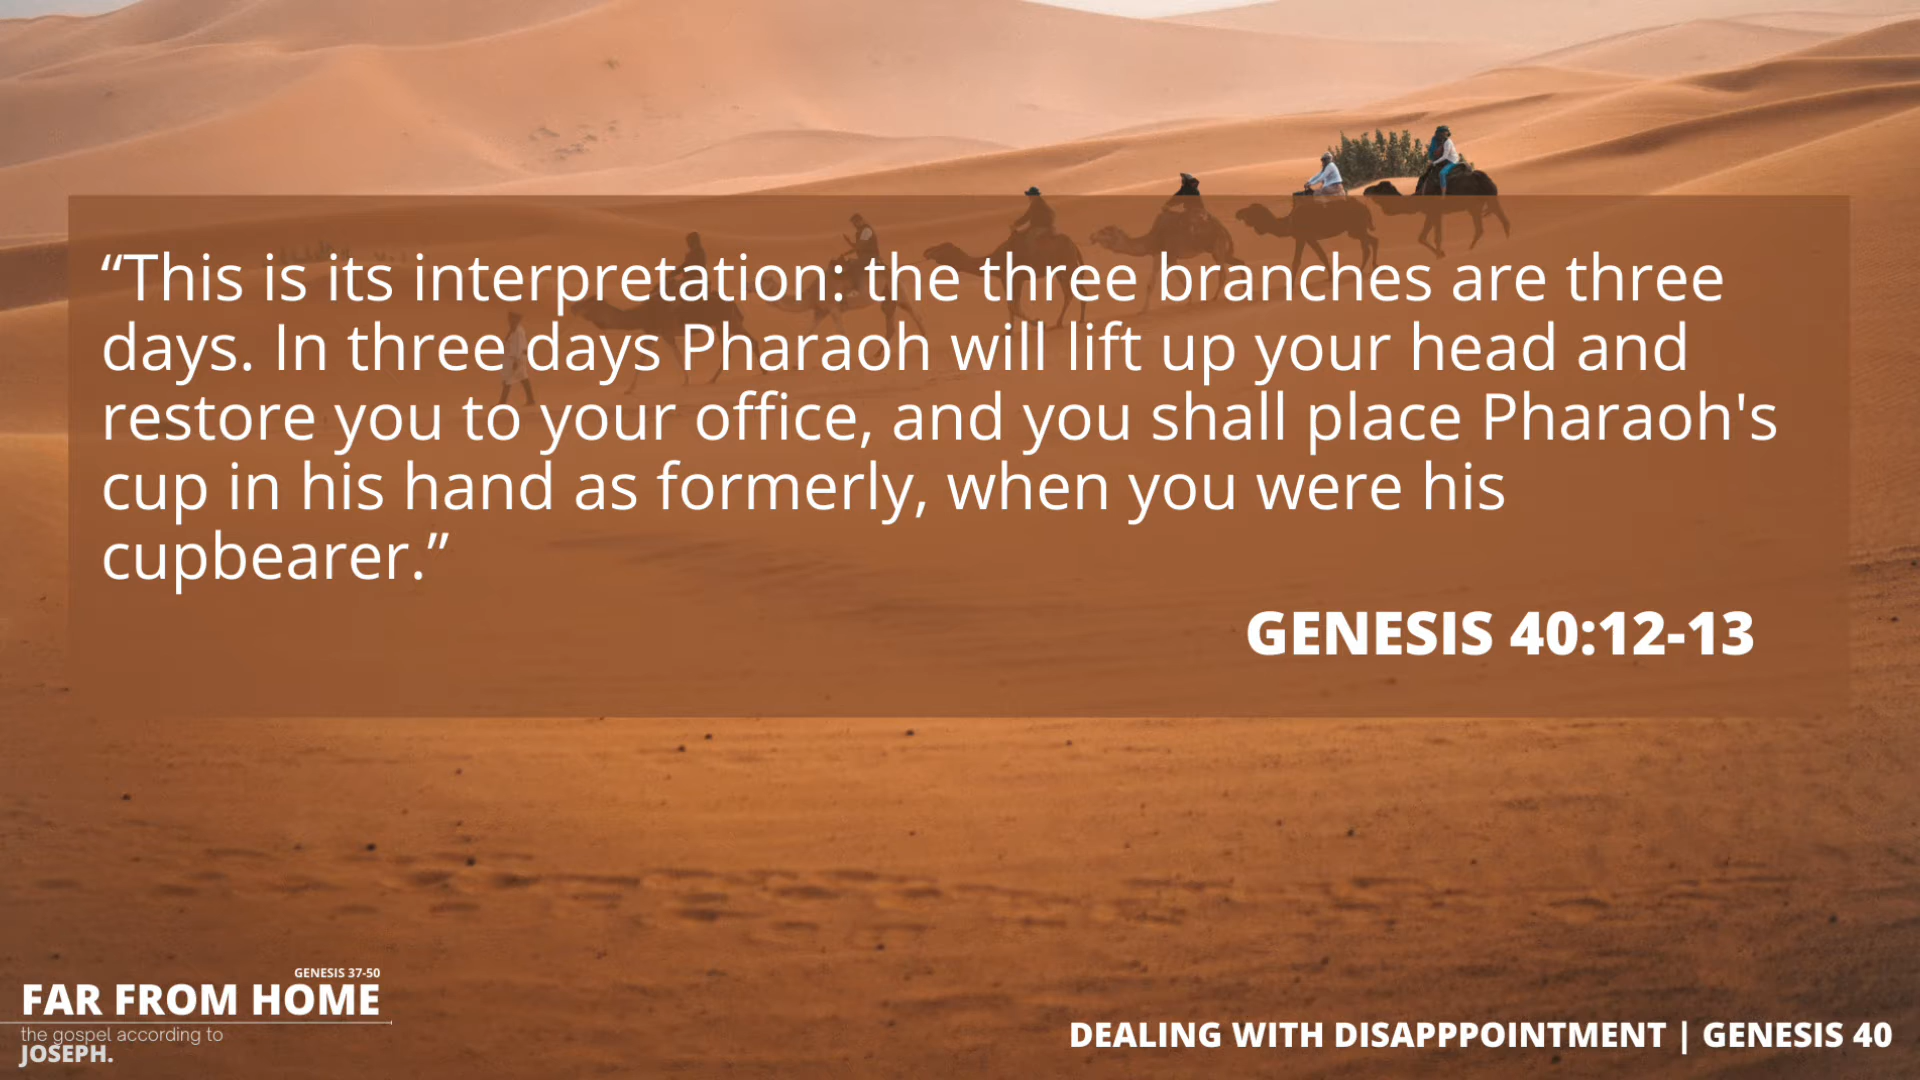 “This is its interpretation: the three branches are three
days. In three days Pharaoh will lift up your head and
restore you to your office, and you shall place Pharaoh's
cup in his hand as formerly, when you were his
cupbearer.”
GENESIS 40:12-13
GENESIS 37-50
FAR FROM HOME
the gospel according to
JOSEPH.
DEALING WITH DISAPPPOINTMENT | GENESIS 40